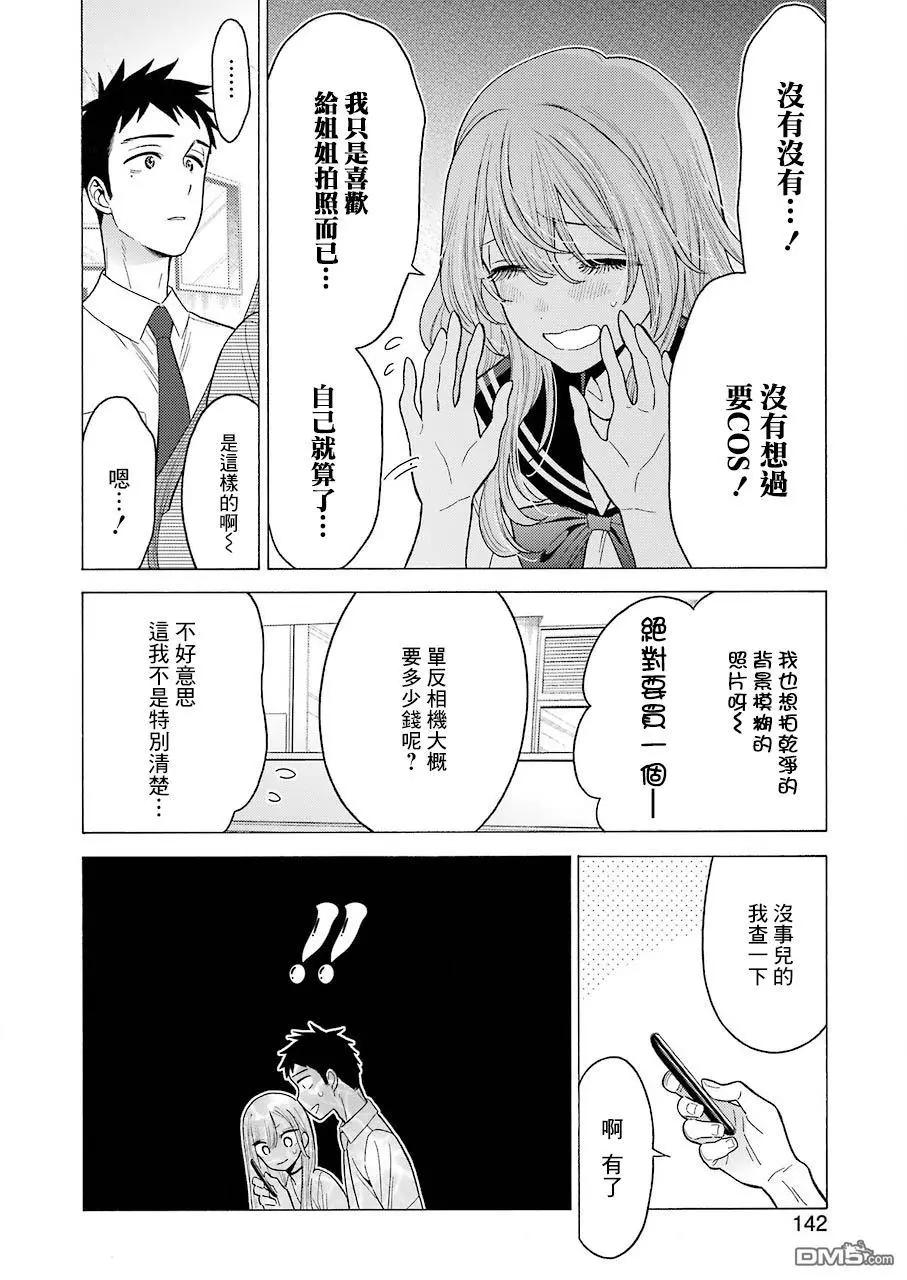 沒有沒有…！
沒有想過
要COS！
我只是喜歡
給姐姐拍照而已…
自己就算了…
……
是這樣的啊~
嗯…！
我也想拍乾淨的
背景模糊的
照片呀~
絕對要買一個—
單反相機大概
要多少錢呢？
不好意思
這我不是特別清楚…
沒事兒的
我查一下
啊 有了
!!
142
DM5.com